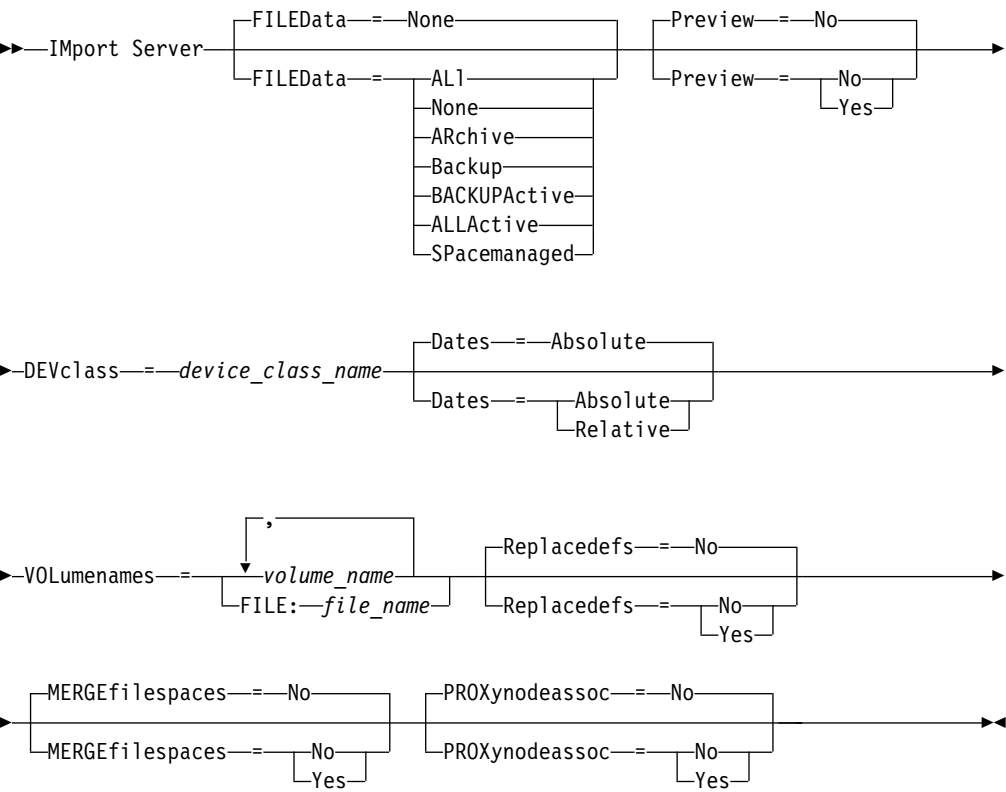 FILEData = None Preview = No
IMport Server
FILEData = ALl Preview = No
None Yes
ARchive
Backup
BACKUPActive
ALLActive
SPacemanaged
Dates = Absolute
DEVclass = device_class_name
Dates = Absolute
Relative
,
Replacedefs = No
VOLumenames = volume_name
FILE: file_name Replacedefs = No
Yes
MERGEfilespaces = No PROXynodeassoc = No
MERGEfilespaces = No PROXynodeassoc = No
Yes Yes